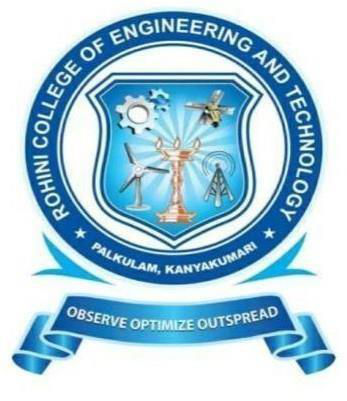 ROHINI COLLEGE OF ENGINEERING AND TECHNOLOGY
PALKULAM, KANYAKUMARI
OBSERVE OPTIMIZE OUTSPREAD